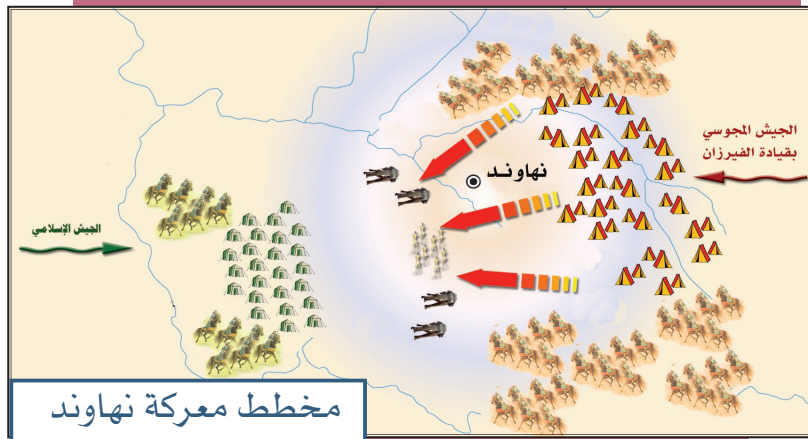 الجيش المجوسي
بقيادة الفيرزان
نهاوند
الجيش الإسلامي
مخطط معركة نهاوند